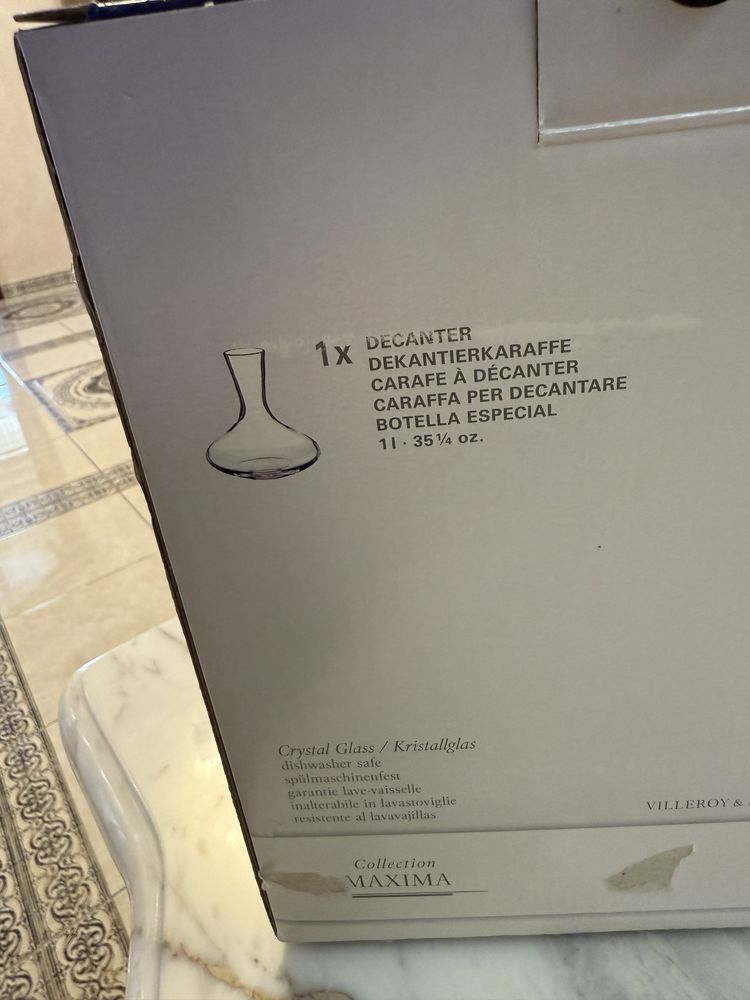 1x DECANTER
DEKANTIERKARAFFE
CARAFE À DÉCANTER
CARAFFA PER DECANTARE
BOTELLA ESPECIAL
1 l · 35 ¼ oz.
Crystal Glass / Kristallglas
dishwasher safe
spülmaschinenfest
garantie lave-vaisselle
inalterabile in lavastoviglie
resistente al lavavajillas
VILLEROY &
Collection
MAXIMA